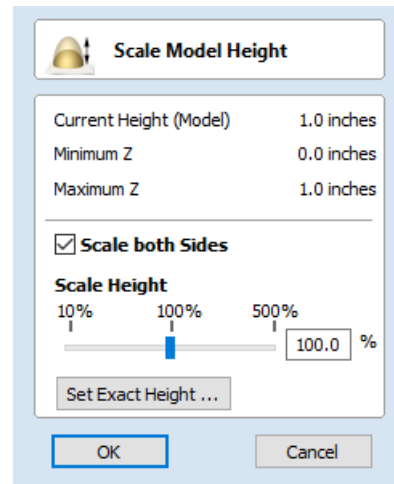 Scale Model Height
Current Height (Model) 1.0 inches
Minimum Z 0.0 inches
Maximum Z 1.0 inches
Scale both Sides
Scale Height
10% 100% 500%
100.0 %
Set Exact Height ...
OK Cancel